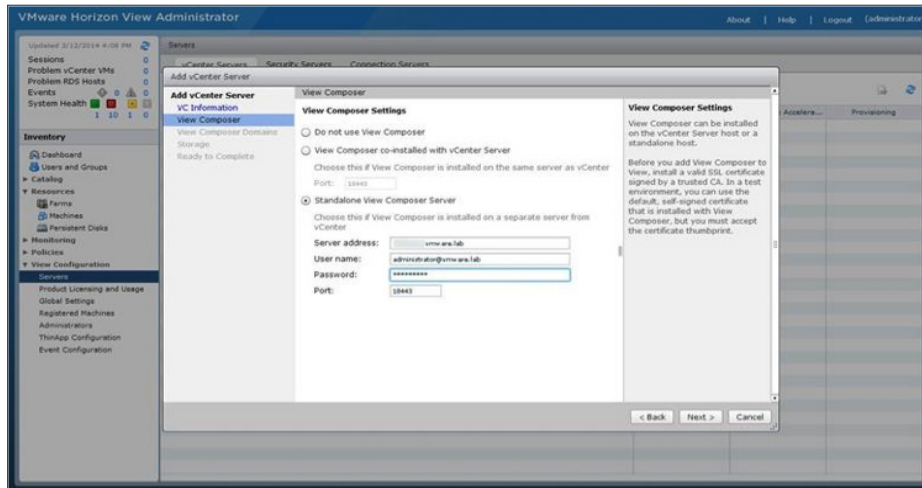 VMware Horizon View Administrator
About | Help | Logout (administrator
Updated 3/12/2014 4:08 PM
Sessions 0
Problem vCenter VMs 0
Problem RDS Hosts 0
Events 0 0
System Health
1 10 1 0
Inventory
Dashboard
Users and Groups
Catalog
Resources
Farms
Machines
Persistent Disks
Monitoring
Policies
View Configuration
Servers
Product Licensing and Usage
Global Settings
Registered Machines
Administrators
ThinApp Configuration
Event Configuration
Servers
vCenter Servers Security Servers Connection Servers
Accelera... Provisioning
Add vCenter Server
Add vCenter Server
VC Information
View Composer
View Composer Domains
Storage
Ready to Complete
View Composer
View Composer Settings
Do not use View Composer
View Composer co-installed with vCenter Server
Choose this if View Composer is installed on the same server as vCenter
Port: 18443
Standalone View Composer Server
Choose this if View Composer is installed on a separate server from
vCenter
Server address: vmware.lab
User name: administrator@vmware.lab
Password: *********
Port: 18443
View Composer Settings
View Composer can be installed
on the vCenter Server host or a
standalone host.
Before you add View Composer to
View, install a valid SSL certificate
signed by a trusted CA. In a test
environment, you can use the
default, self-signed certificate
that is installed with View
Composer, but you must accept
the certificate thumbprint.
< Back Next > Cancel